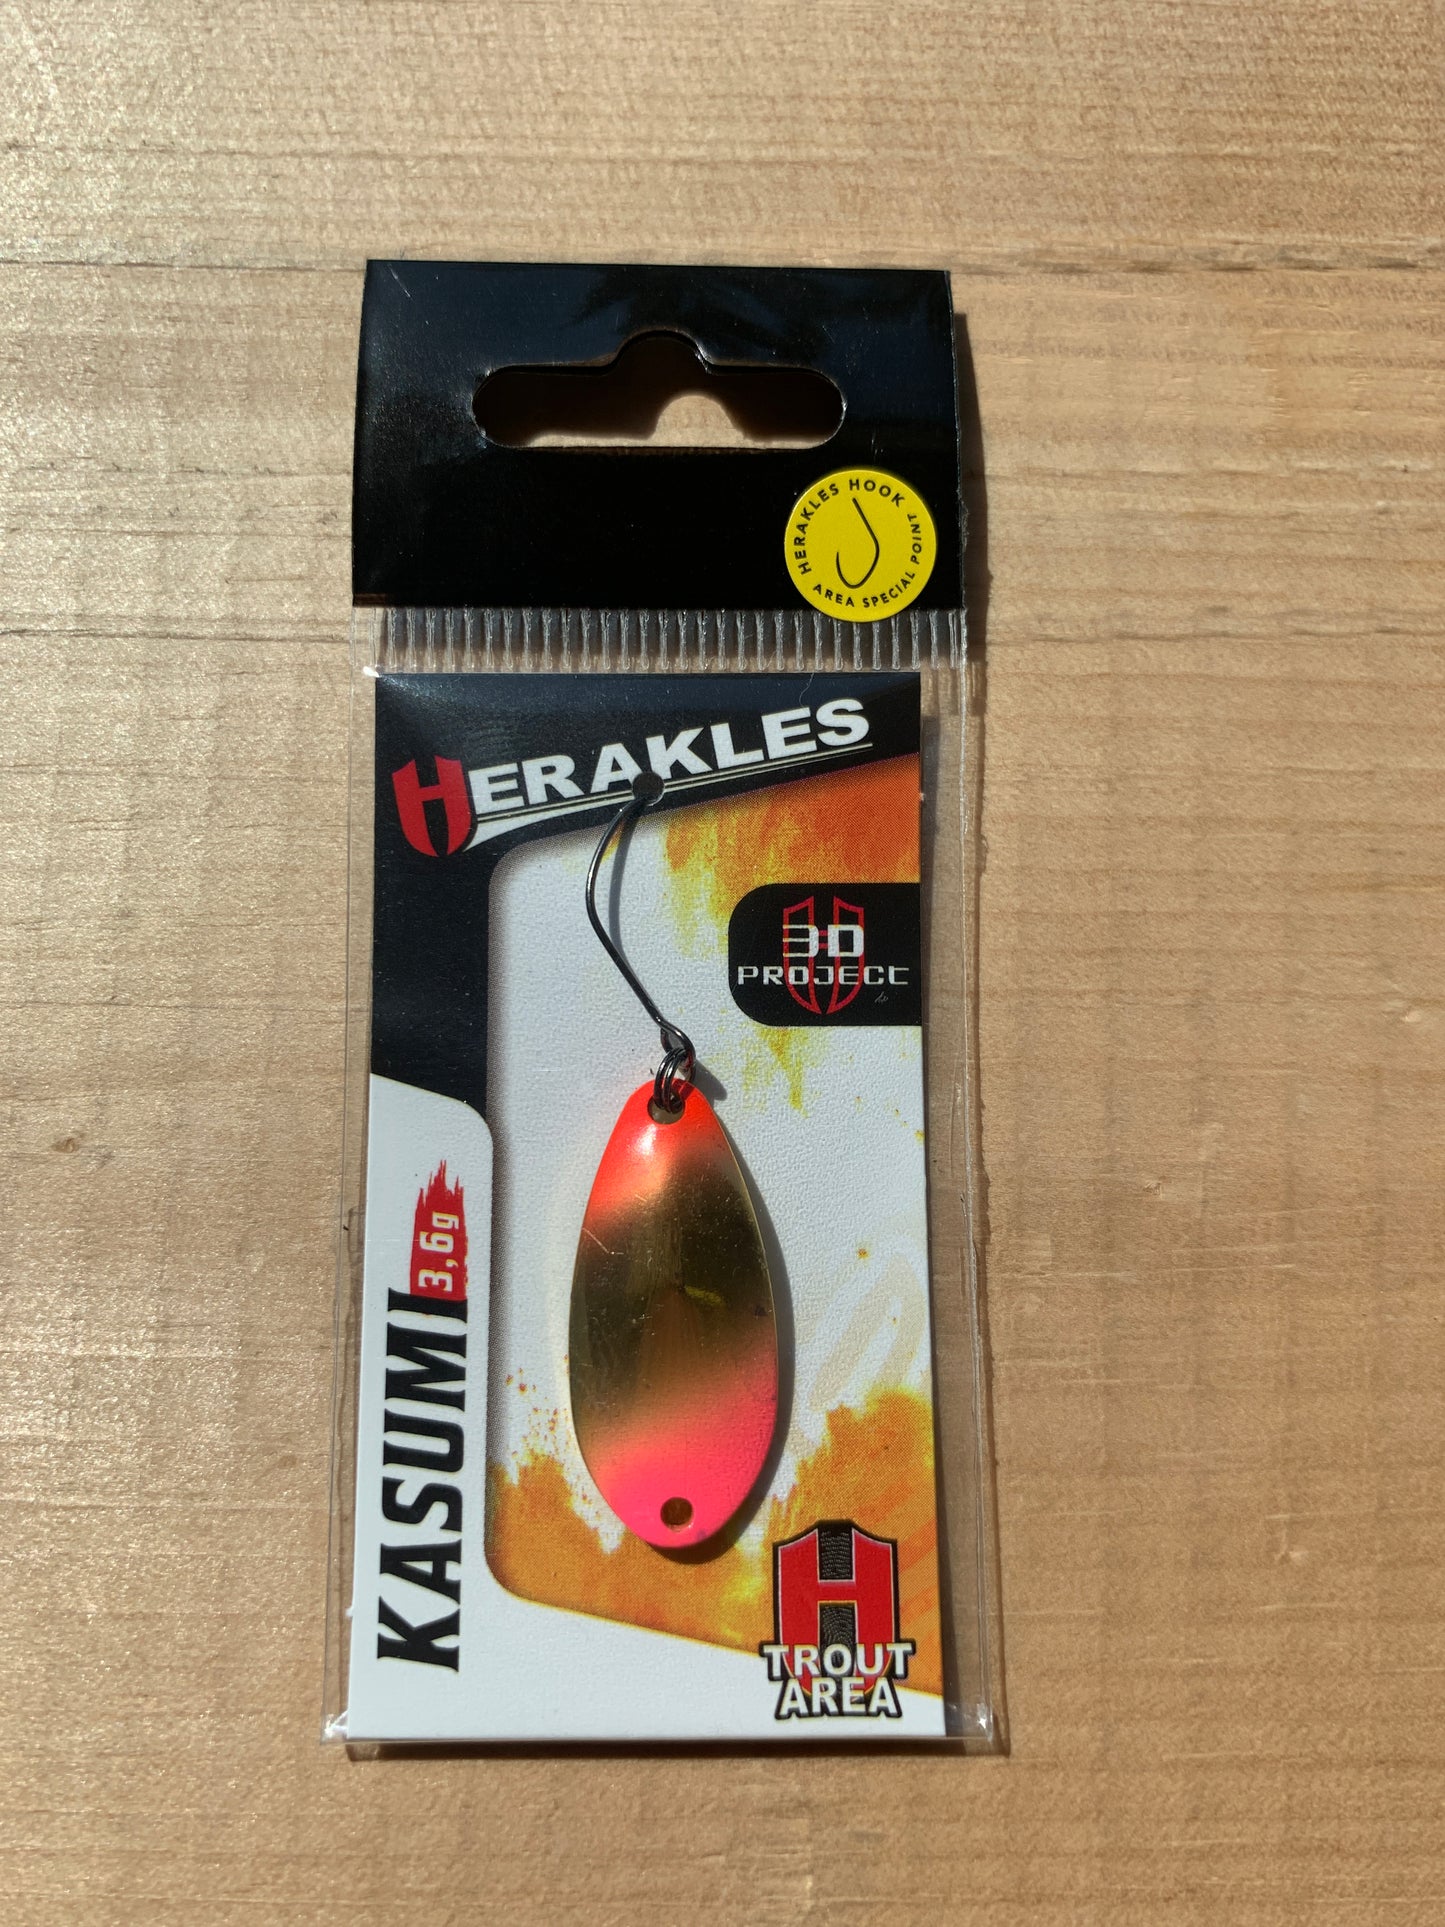 HERAKLES HOOK
AREA SPECIAL POINT
HERAKLES
3D
PROJECT
KASUMI 3,6g
TROUT
AREA